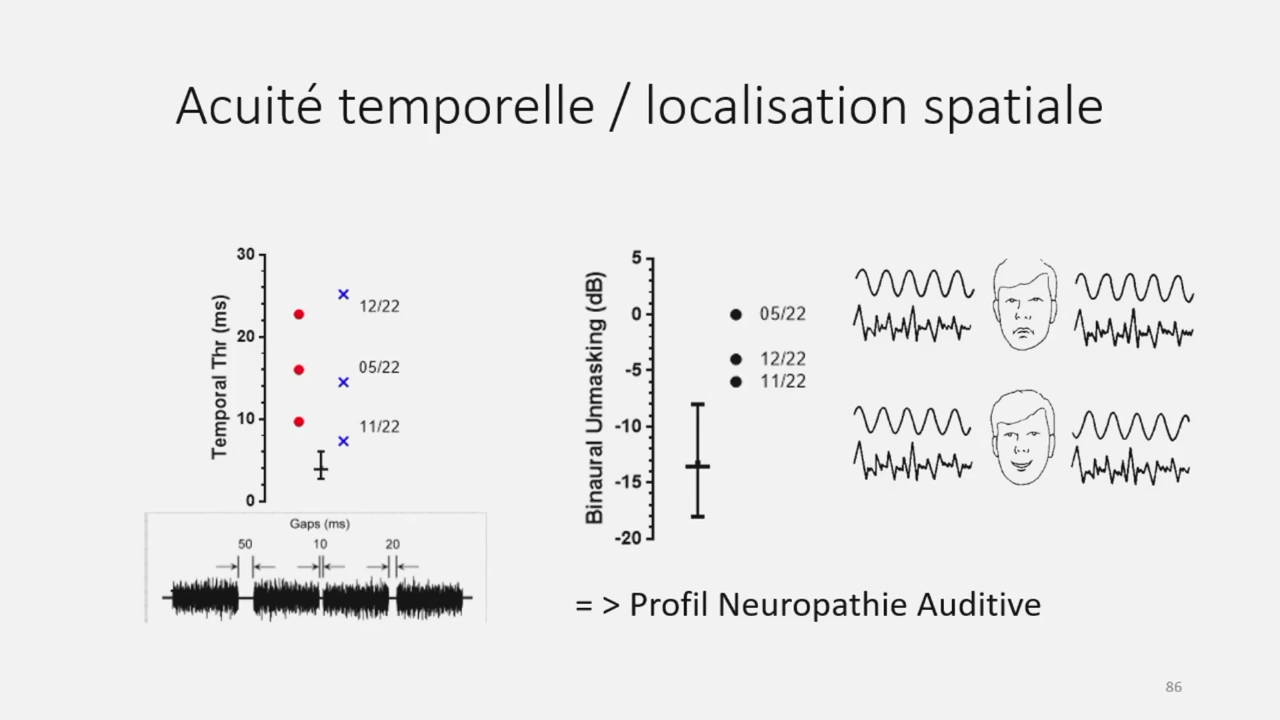 Acuité temporelle / localisation spatiale
Temporal Thr (ms)
30
20
10
0
12/22
05/22
11/22
Gaps (ms)
50 10 20
Binaural Unmasking (dB)
5
0
-5
-10
-15
-20
05/22
12/22
11/22
= > Profil Neuropathie Auditive
86